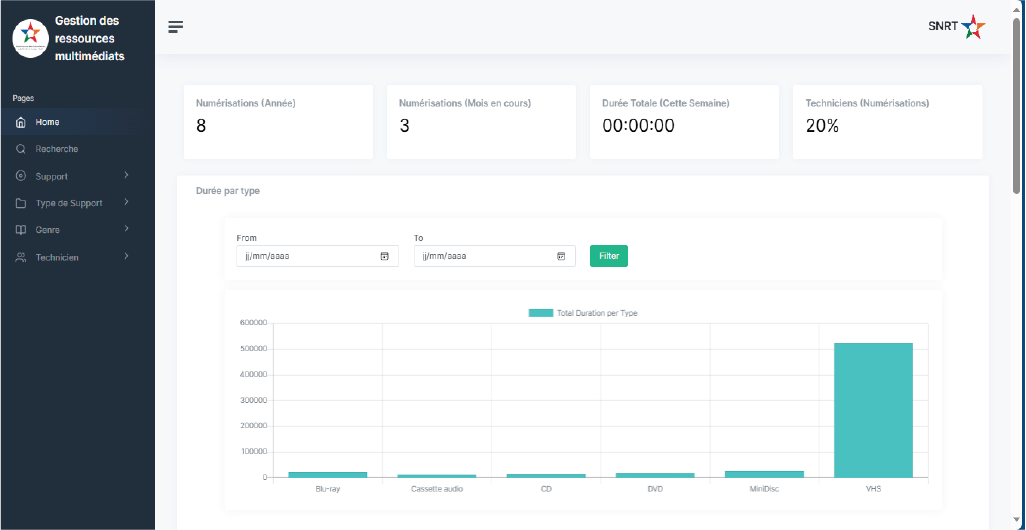 Gestion des
ressources
multimédiats
SNRT
Pages
Home
Recherche
Support
Type de Support
Genre
Technicien
Numérisations (Année)
8
Numérisations (Mois en cours)
3
Durée Totale (Cette Semaine)
00:00:00
Techniciens (Numérisations)
20%
Durée par type
From
To
jj/mm/aaaa
jj/mm/aaaa
Filter
Total Duration per Type
600000
500000
400000
300000
200000
100000
0
Blu-ray
Cassette audio
CD
DVD
MiniDisc
VHS